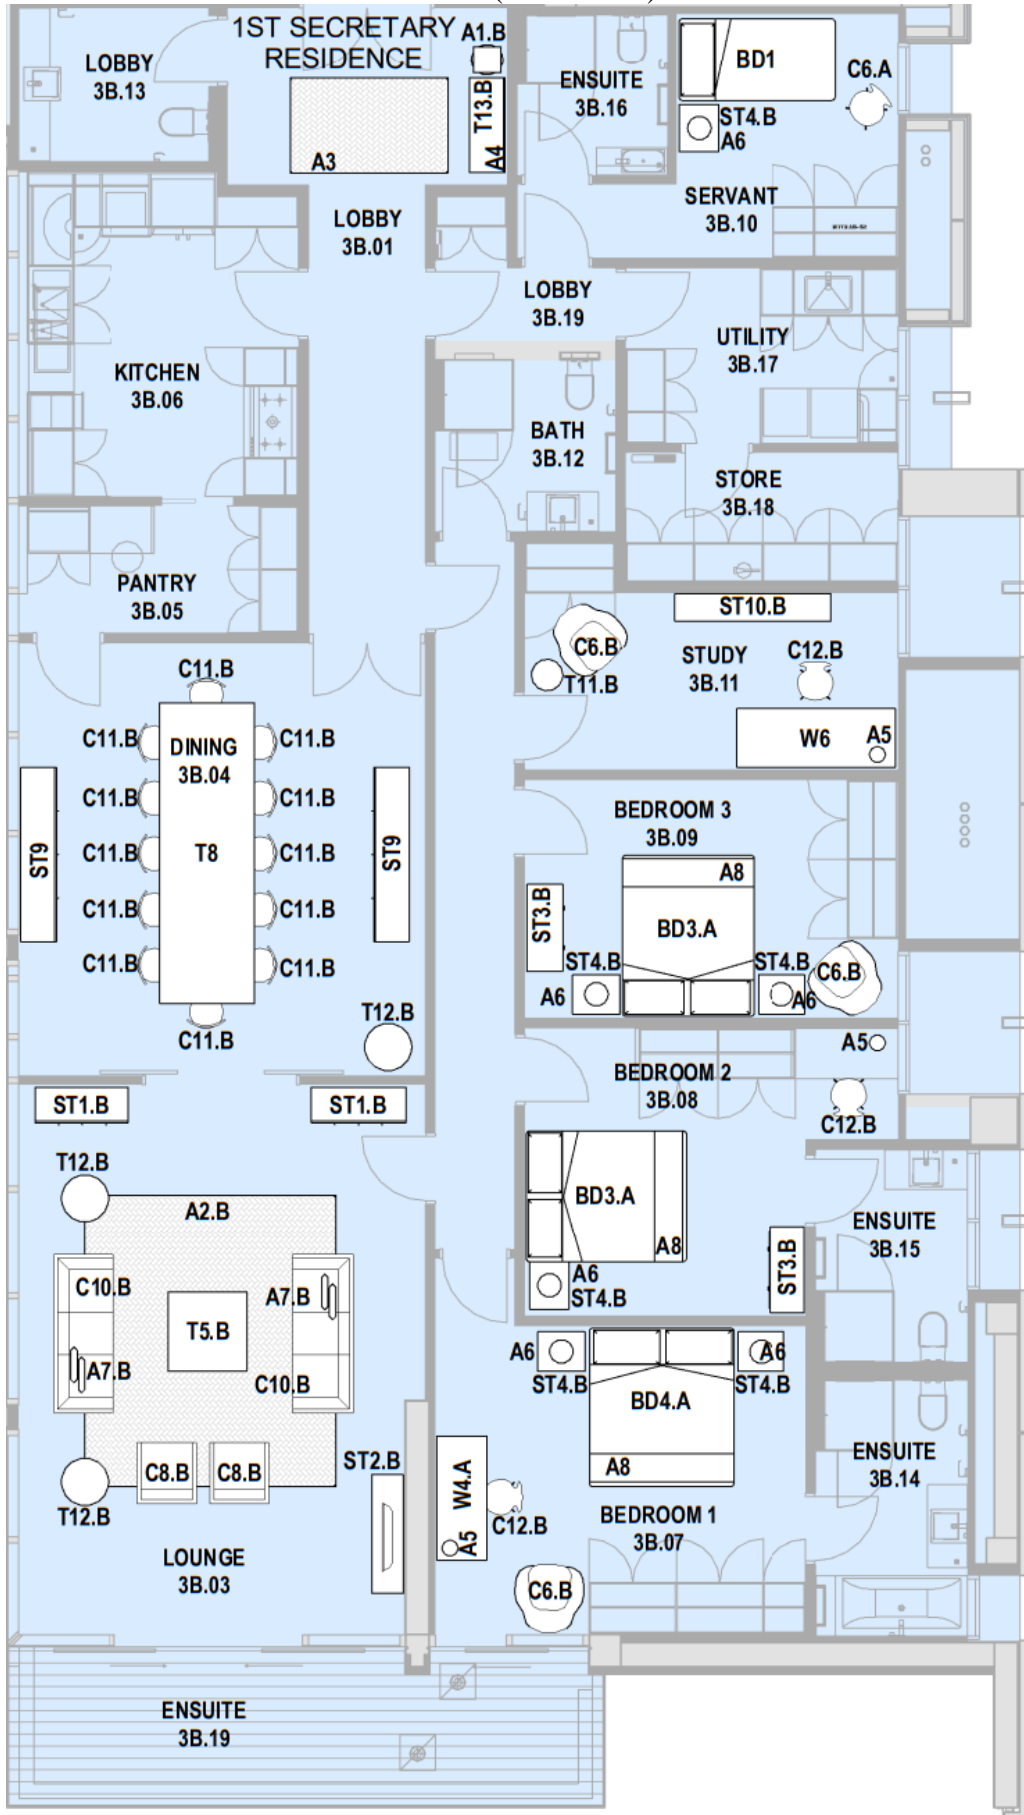 1ST SECRETARY
RESIDENCE
A1.B
LOBBY
3B.13
T13.B
A4
A3
ENSUITE
3B.16
BD1
C6.A
ST4.B
A6
SERVANT
3B.10
LOBBY
3B.01
LOBBY
3B.19
UTILITY
3B.17
KITCHEN
3B.06
BATH
3B.12
STORE
3B.18
PANTRY
3B.05
ST10.B
C6.B
T11.B
STUDY
3B.11
C12.B
W6
A5
C11.B
C11.B
C11.B
DINING
3B.04
C11.B
C11.B
C11.B
C11.B
C11.B
C11.B
C11.B
C11.B
C11.B
T8
ST9
ST9
C11.B
T12.B
BEDROOM 3
3B.09
A8
ST3.B
BD3.A
ST4.B
ST4.B
A6
A6
C6.B
A5
BEDROOM 2
3B.08
C12.B
ST1.B
ST1.B
T12.B
A2.B
BD3.A
A8
A6
ST4.B
ST3.B
ENSUITE
3B.15
C10.B
A7.B
T5.B
A7.B
C10.B
A6
A6
ST4.B
ST4.B
BD4.A
A8
C8.B
C8.B
ST2.B
T12.B
W4.A
A5
C12.B
BEDROOM 1
3B.07
ENSUITE
3B.14
C6.B
LOUNGE
3B.03
ENSUITE
3B.19